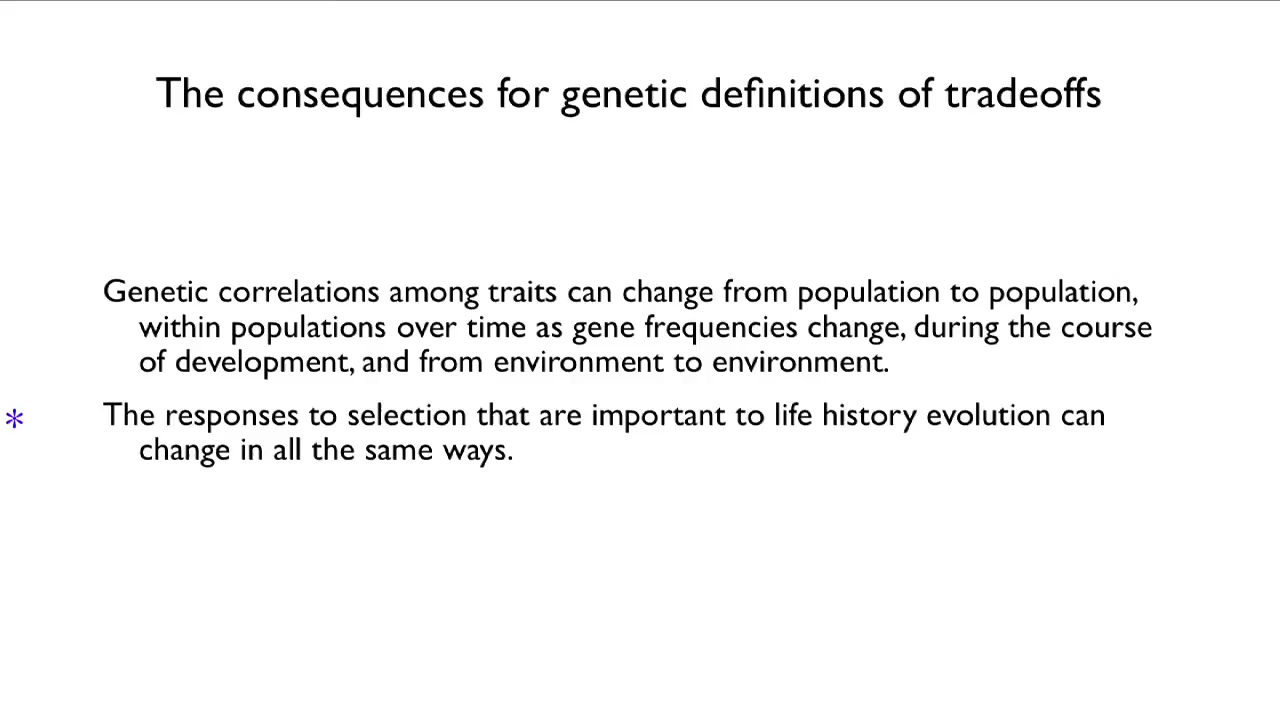 The consequences for genetic definitions of tradeoffs
Genetic correlations among traits can change from population to population,
within populations over time as gene frequencies change, during the course
of development, and from environment to environment.
* The responses to selection that are important to life history evolution can
change in all the same ways.